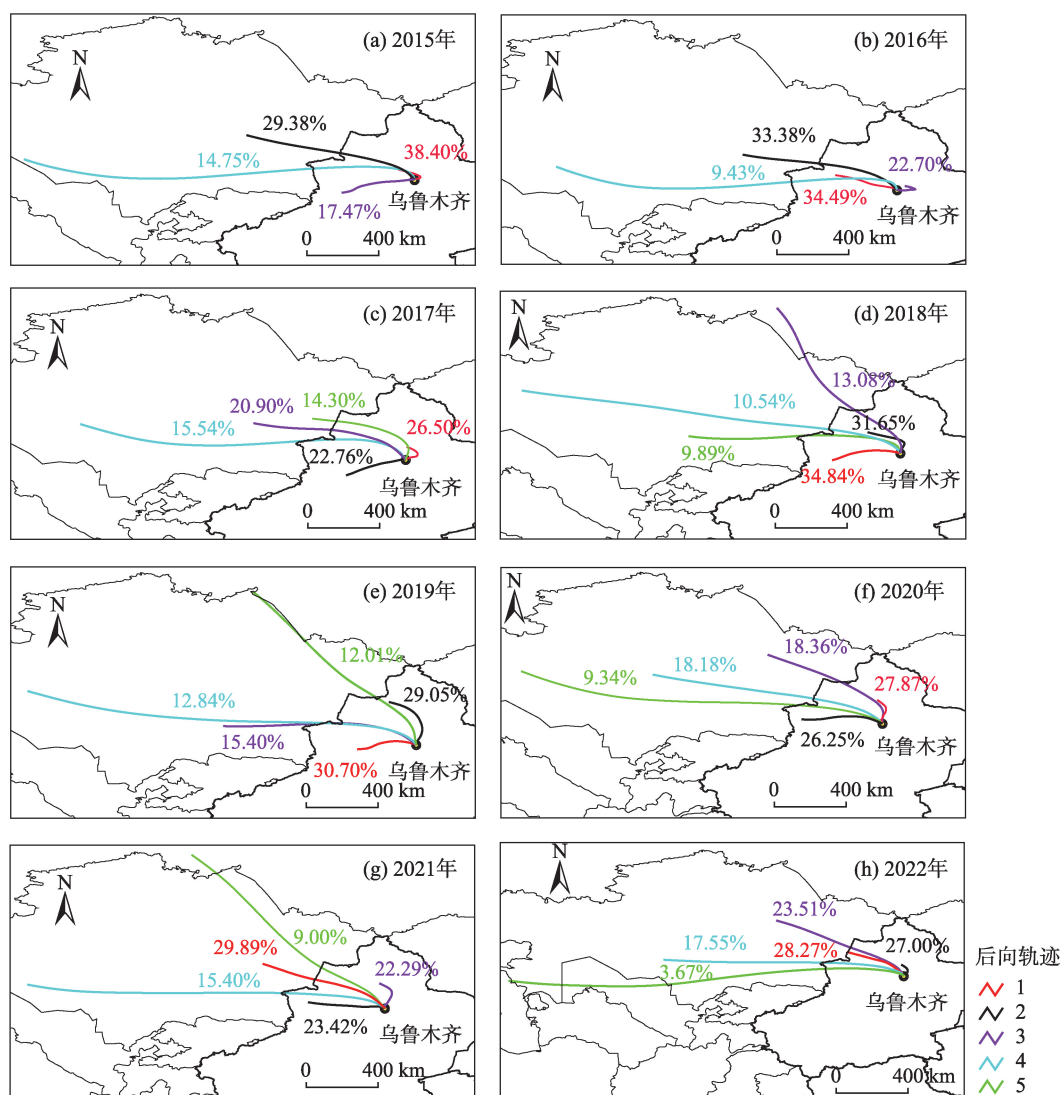 (a) 2015年
N
29.38%
14.75%
38.40%
17.47%
乌鲁木齐
0 400 km
(b) 2016年
N
33.38%
9.43%
22.70%
34.49%
乌鲁木齐
0 400 km
(c) 2017年
N
14.30%
20.90%
15.54%
26.50%
22.76%
乌鲁木齐
0 400 km
(d) 2018年
N
13.08%
10.54%
31.65%
9.89%
34.84%
乌鲁木齐
0 400 km
(e) 2019年
N
12.01%
12.84%
29.05%
15.40%
30.70%
乌鲁木齐
0 400 km
(f) 2020年
N
18.36%
18.18%
9.34%
27.87%
26.25%
乌鲁木齐
0 400 km
(g) 2021年
N
9.00%
29.89%
22.29%
15.40%
23.42%
乌鲁木齐
0 400 km
(h) 2022年
N
23.51%
17.55%
28.27%
27.00%
3.67%
乌鲁木齐
0 400 km
后向轨迹
1
2
3
4
5